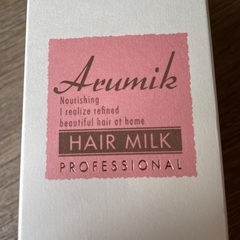 Arumik
Nourishing
I realize refined
beautiful hair at home
HAIR MILK
PROFESSIONAL